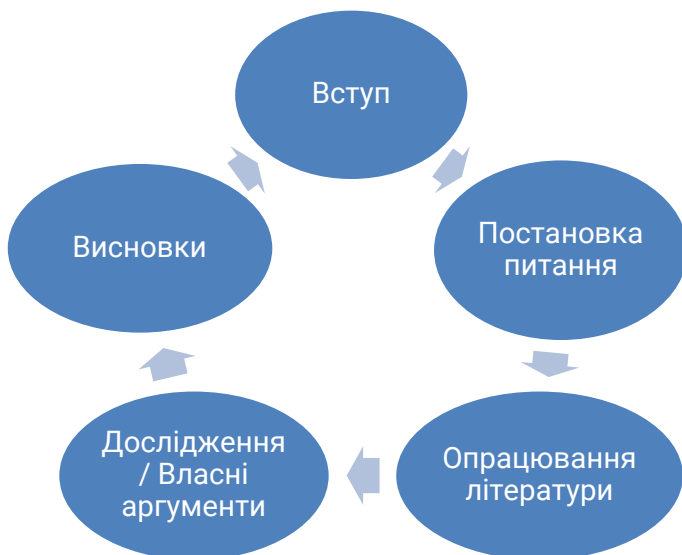 Вступ
Постановка
питання
Опрацювання
літератури
Дослідження
/ Власні
аргументи
Висновки